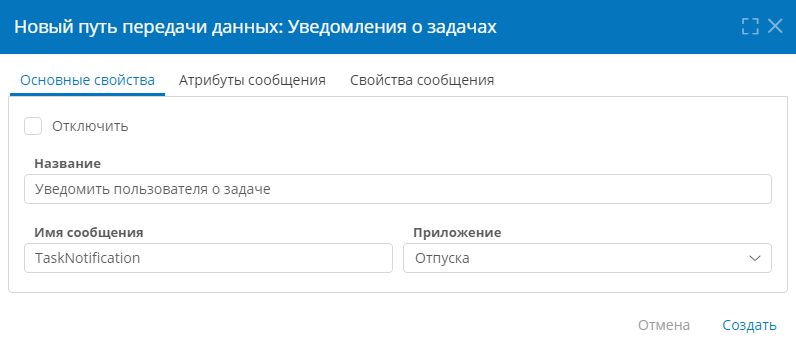 Новый путь передачи данных: Уведомления о задачах
Основные свойства Атрибуты сообщения Свойства сообщения
Отключить
Название
Уведомить пользователя о задаче
Имя сообщения Приложение
TaskNotification Отпуска
Отмена Создать